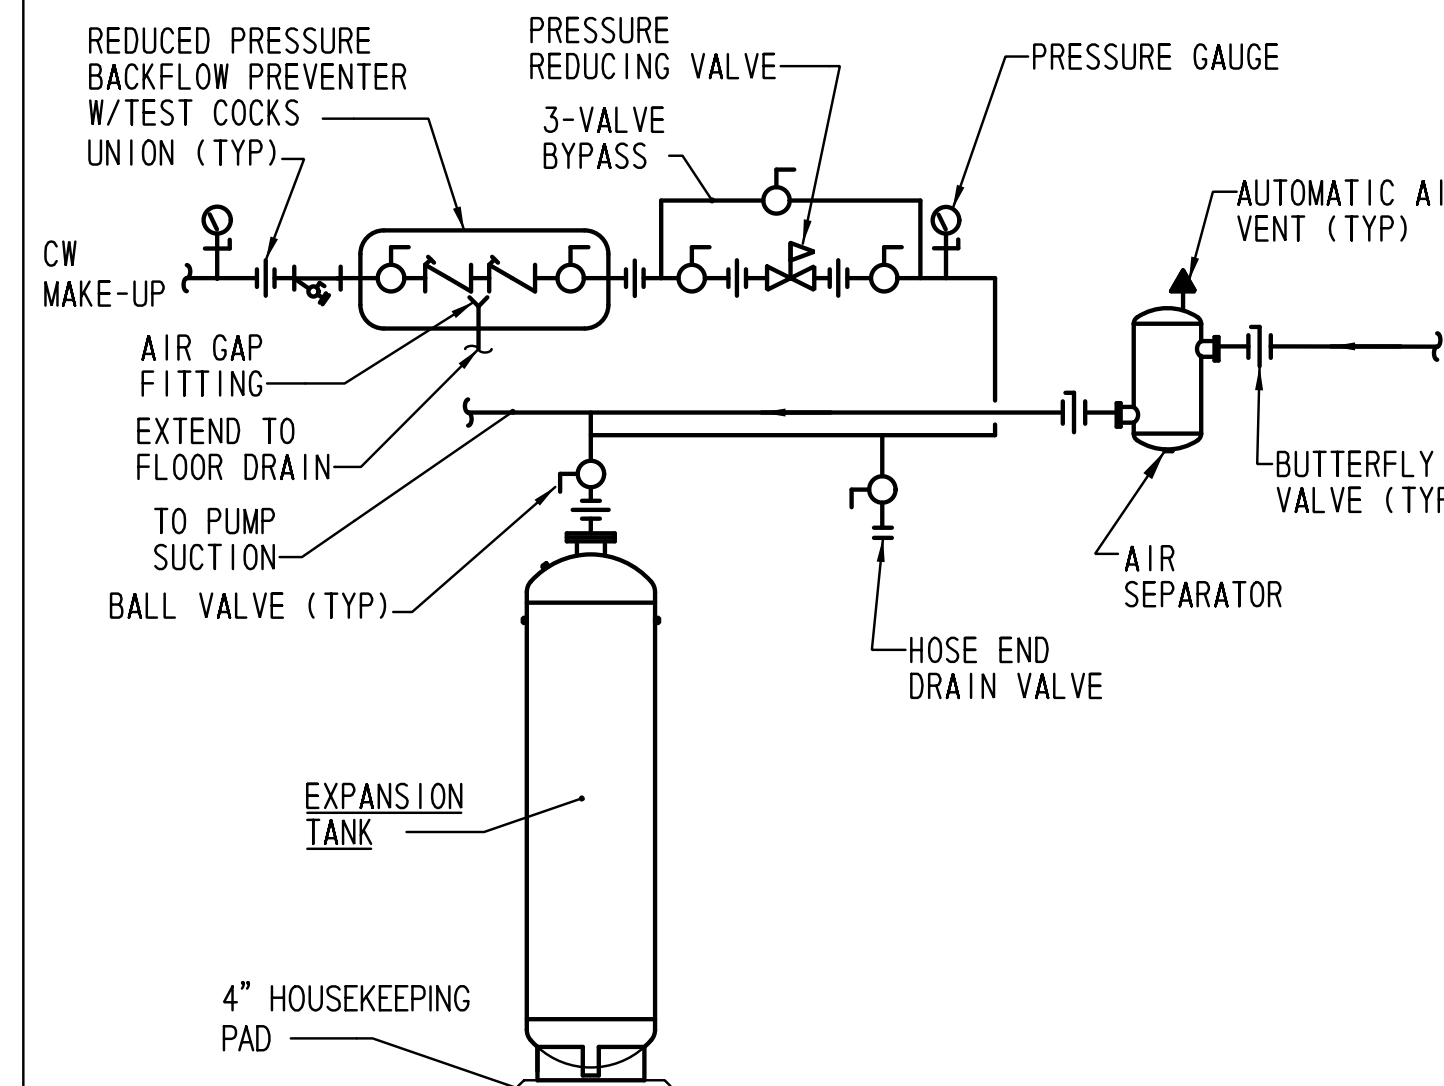 REDUCED PRESSURE
BACKFLOW PREVENTER
W/TEST COCKS
UNION (TYP)
PRESSURE
REDUCING VALVE
3-VALVE
BYPASS
PRESSURE GAUGE
AUTOMATIC AI
VENT (TYP)
CW
MAKE-UP
AIR GAP
FITTING
EXTEND TO
FLOOR DRAIN
TO PUMP
SUCTION
BALL VALVE (TYP)
BUTTERFLY
VALVE (TYP
AIR
SEPARATOR
HOSE END
DRAIN VALVE
EXPANSION
TANK
4” HOUSEKEEPING
PAD